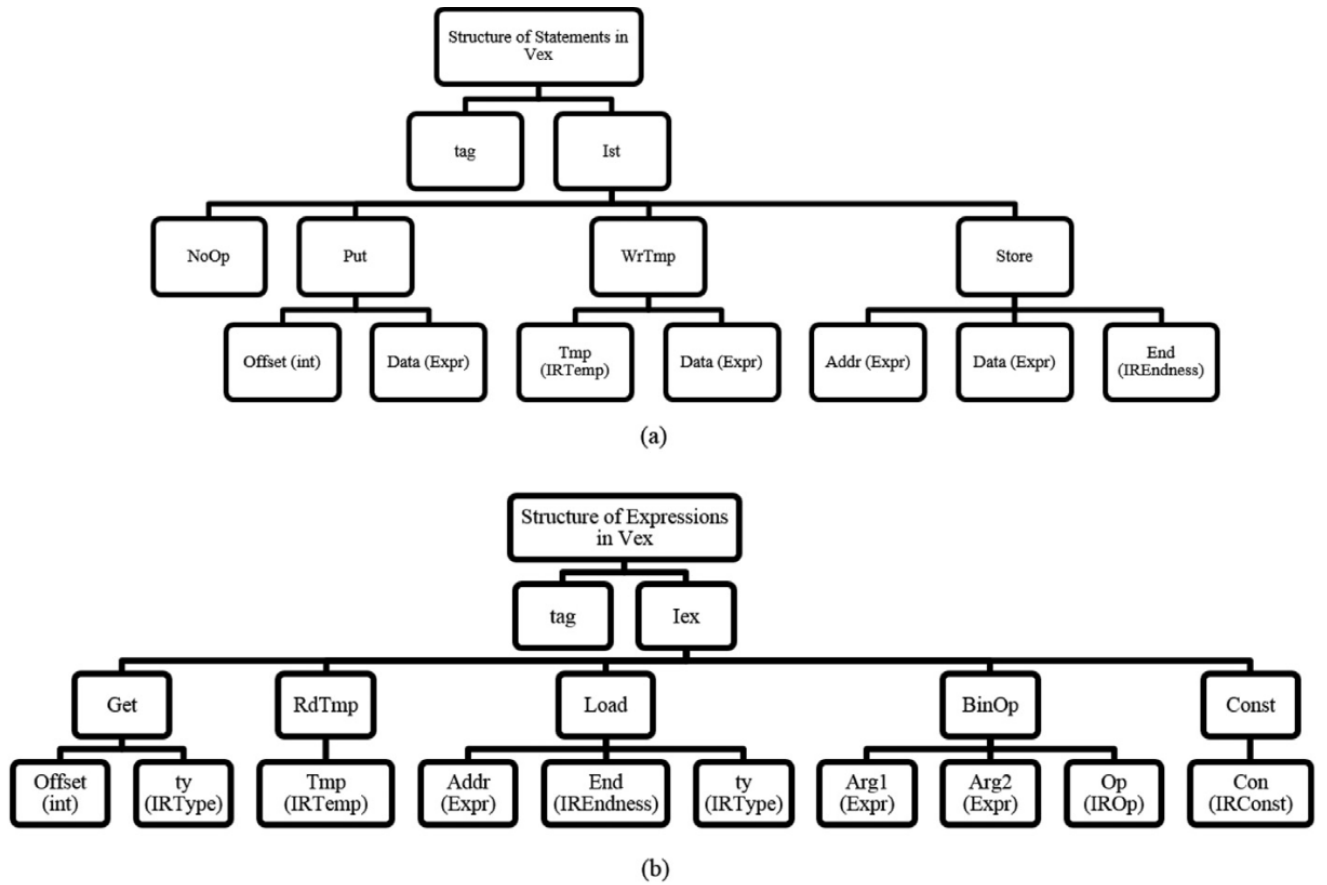 Structure of Statements in
Vex
tag
Ist
NoOp
Put
WrTmp
Store
Offset (int)
Data (Expr)
Tmp
(IRTemp)
Data (Expr)
Addr (Expr)
Data (Expr)
End
(IREndness)
(a)
Structure of Expressions
in Vex
tag
Iex
Get
RdTmp
Load
BinOp
Const
Offset
(int)
ty
(IRType)
Tmp
(IRTemp)
Addr
(Expr)
End
(IREndness)
ty
(IRType)
Arg1
(Expr)
Arg2
(Expr)
Op
(IROp)
Con
(IRConst)
(b)